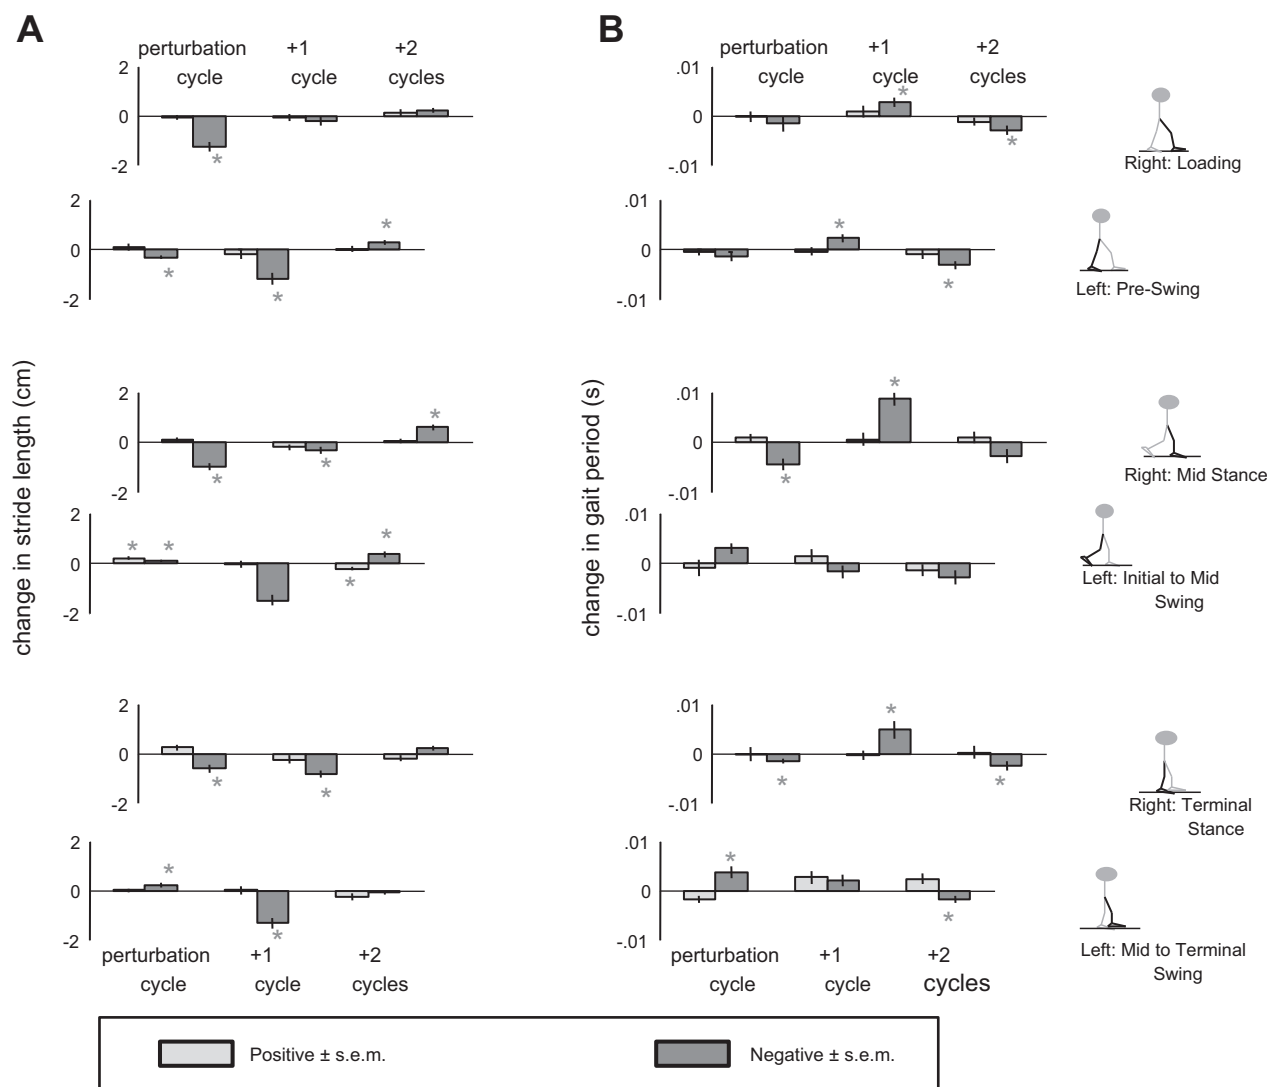 A
B
perturbation +1 +2
cycle cycle cycles
perturbation +1 +2
cycle cycle cycles
2
0
-2
*
.01
0
-.01
*
*
Right: Loading
2
0
-2
*
*
*
.01
0
-.01
*
*
Left: Pre-Swing
change in stride length (cm)
change in gait period (s)
2
0
-2
*
*
*
.01
0
-.01
*
*
Right: Mid Stance
2
0
-2
*
*
*
*
.01
0
-.01
Left: Initial to Mid
Swing
2
0
-2
*
*
.01
0
-.01
*
*
*
Right: Terminal
Stance
2
0
-2
*
*
.01
0
-.01
*
*
Left: Mid to Terminal
Swing
perturbation +1 +2
cycle cycle cycles
perturbation +1 +2
cycle cycle cycles
Positive ± s.e.m.
Negative ± s.e.m.